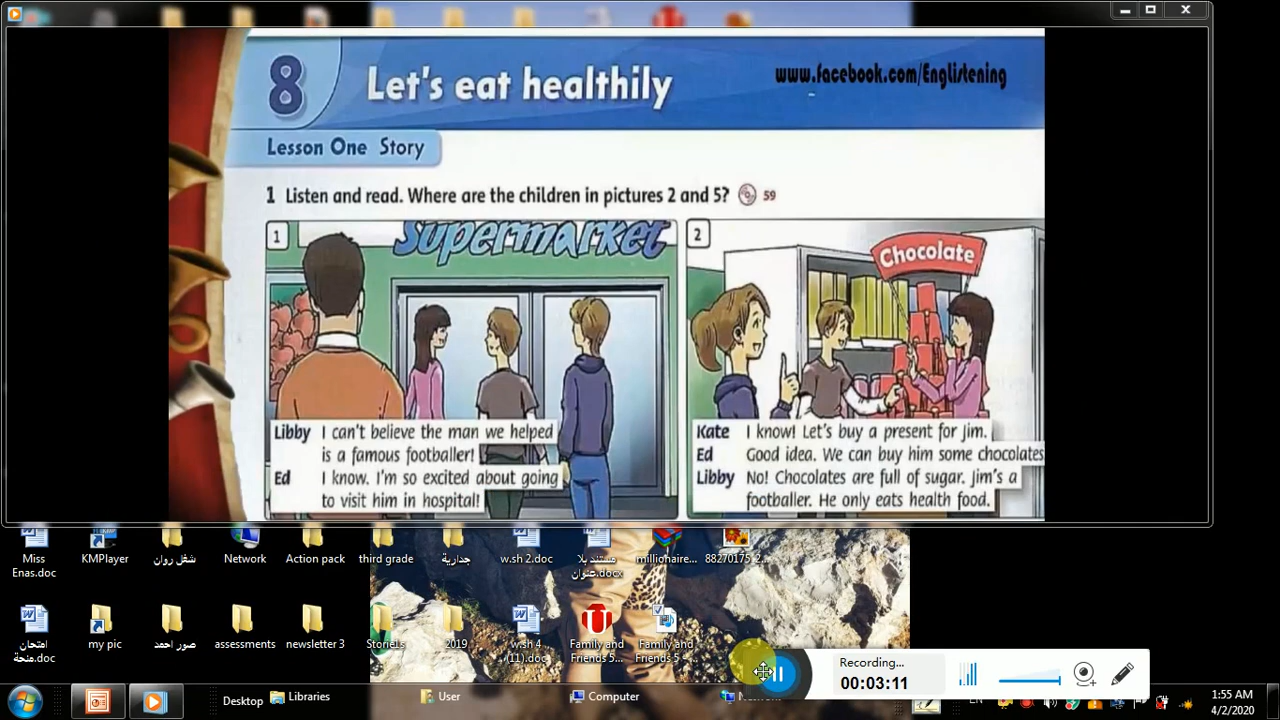 8 Let's eat healthily
www.facebook.com/Englistening
Lesson One Story
1 Listen and read. Where are the children in pictures 2 and 5? 59
1
Supermarket
Libby I can't believe the man we helped
is a famous footballer!
Ed I know. I'm so excited about going
to visit him in hospital!
2
Chocolate
Kate I know! Let's buy a present for Jim.
Ed Good idea. We can buy him some chocolates
Libby No! Chocolates are full of sugar. Jim's a
footballer. He only eats health food.
Miss
Enas.doc
KMPlayer
شغل روان
Network
Action pack
third grade
جدارية
w.sh 2.doc
مستند بلا
عنوان.docx
millionaire...
88270175_2...
امتحان
منحة.doc
my pic
صور احمد
assessments
newsletter 3
Stories
2019
w.sh 4
(11).doc
Family and
Friends 5...
Family and
Friends 5 ...
Recording...
00:03:11
Desktop
Libraries
User
Computer
EN
1:55 AM
4/2/2020